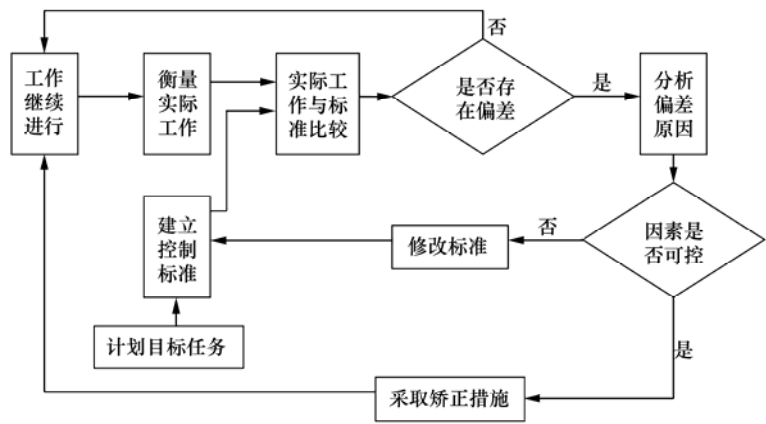 否
工作
继续
进行
衡量
实际
工作
实际工
作与标
准比较
是否存
在偏差
是
分析
偏差
原因
建立
控制
标准
修改标准
否
因素是
否可控
计划目标任务
是
采取矫正措施